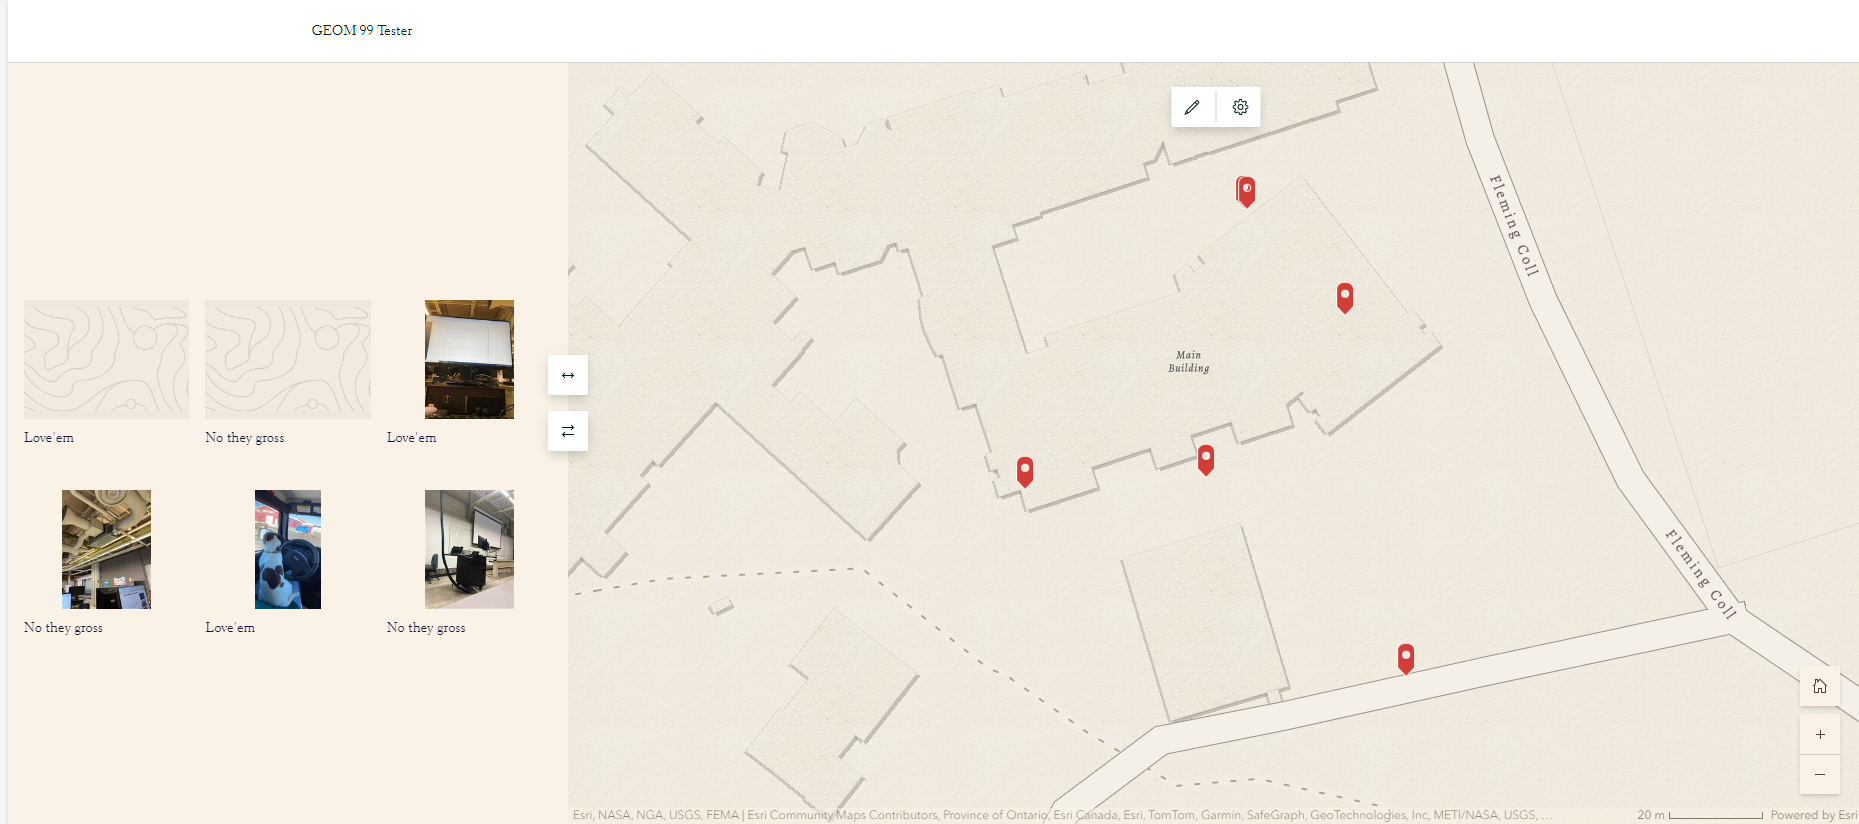 GEOM 99 Tester
Love'em
No they gross
Love'em
No they gross
Love'em
No they gross
Fleming Coll
Main
Building
Fleming Coll
Esri, NASA, NGA, USGS, FEMA | Esri Community Maps Contributors, Province of Ontario, Esri Canada, Esri, TomTom, Garmin, SafeGraph, GeoTechnologies, Inc, METI/NASA, USGS, ...
20 m
Powered by Esri